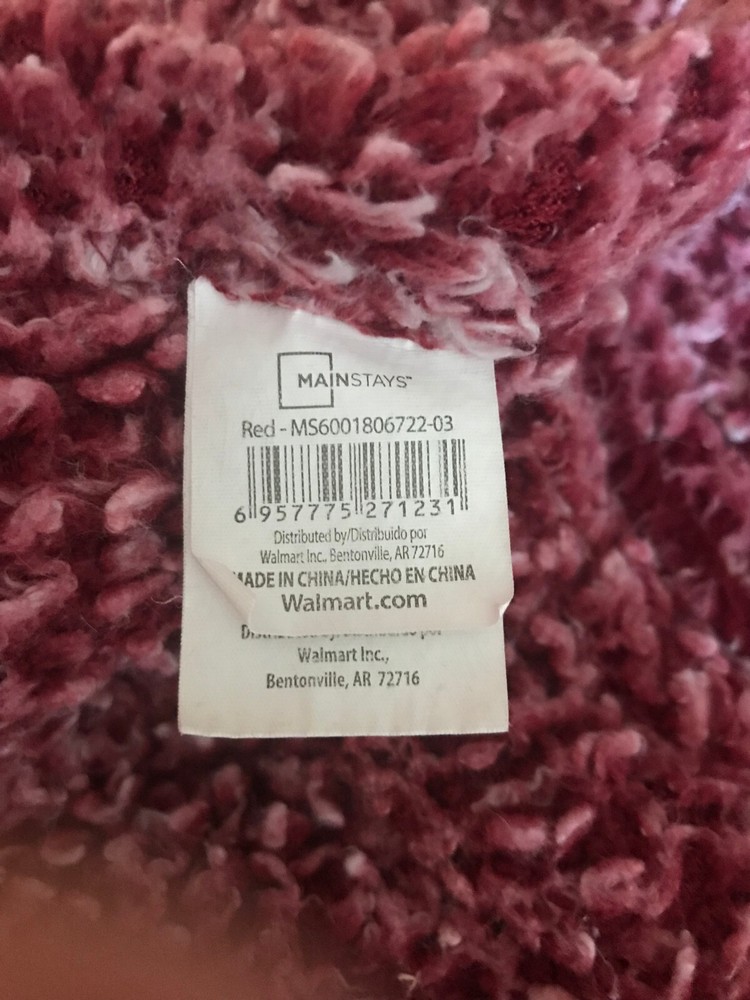 MAINSTAYS™
Red - MS6001806722-03
6 957775 271231
Distributed by/Distribuido por
Walmart Inc. Bentonville, AR 72716
MADE IN CHINA/HECHO EN CHINA
Walmart.com
Walmart Inc.,
Bentonville, AR 72716